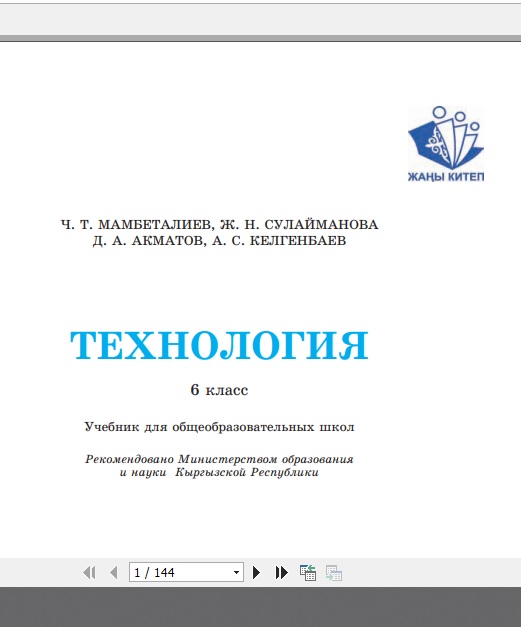 ЖАҢЫ КИТЕП
Ч. Т. МАМБЕТАЛИЕВ, Ж. Н. СУЛАЙМАНОВА
Д. А. АКМАТОВ, А. С. КЕЛГЕНБАЕВ
ТЕХНОЛОГИЯ
6 класс
Учебник для общеобразовательных школ
Рекомендовано Министерством образования
и науки Кыргызской Республики
1 / 144